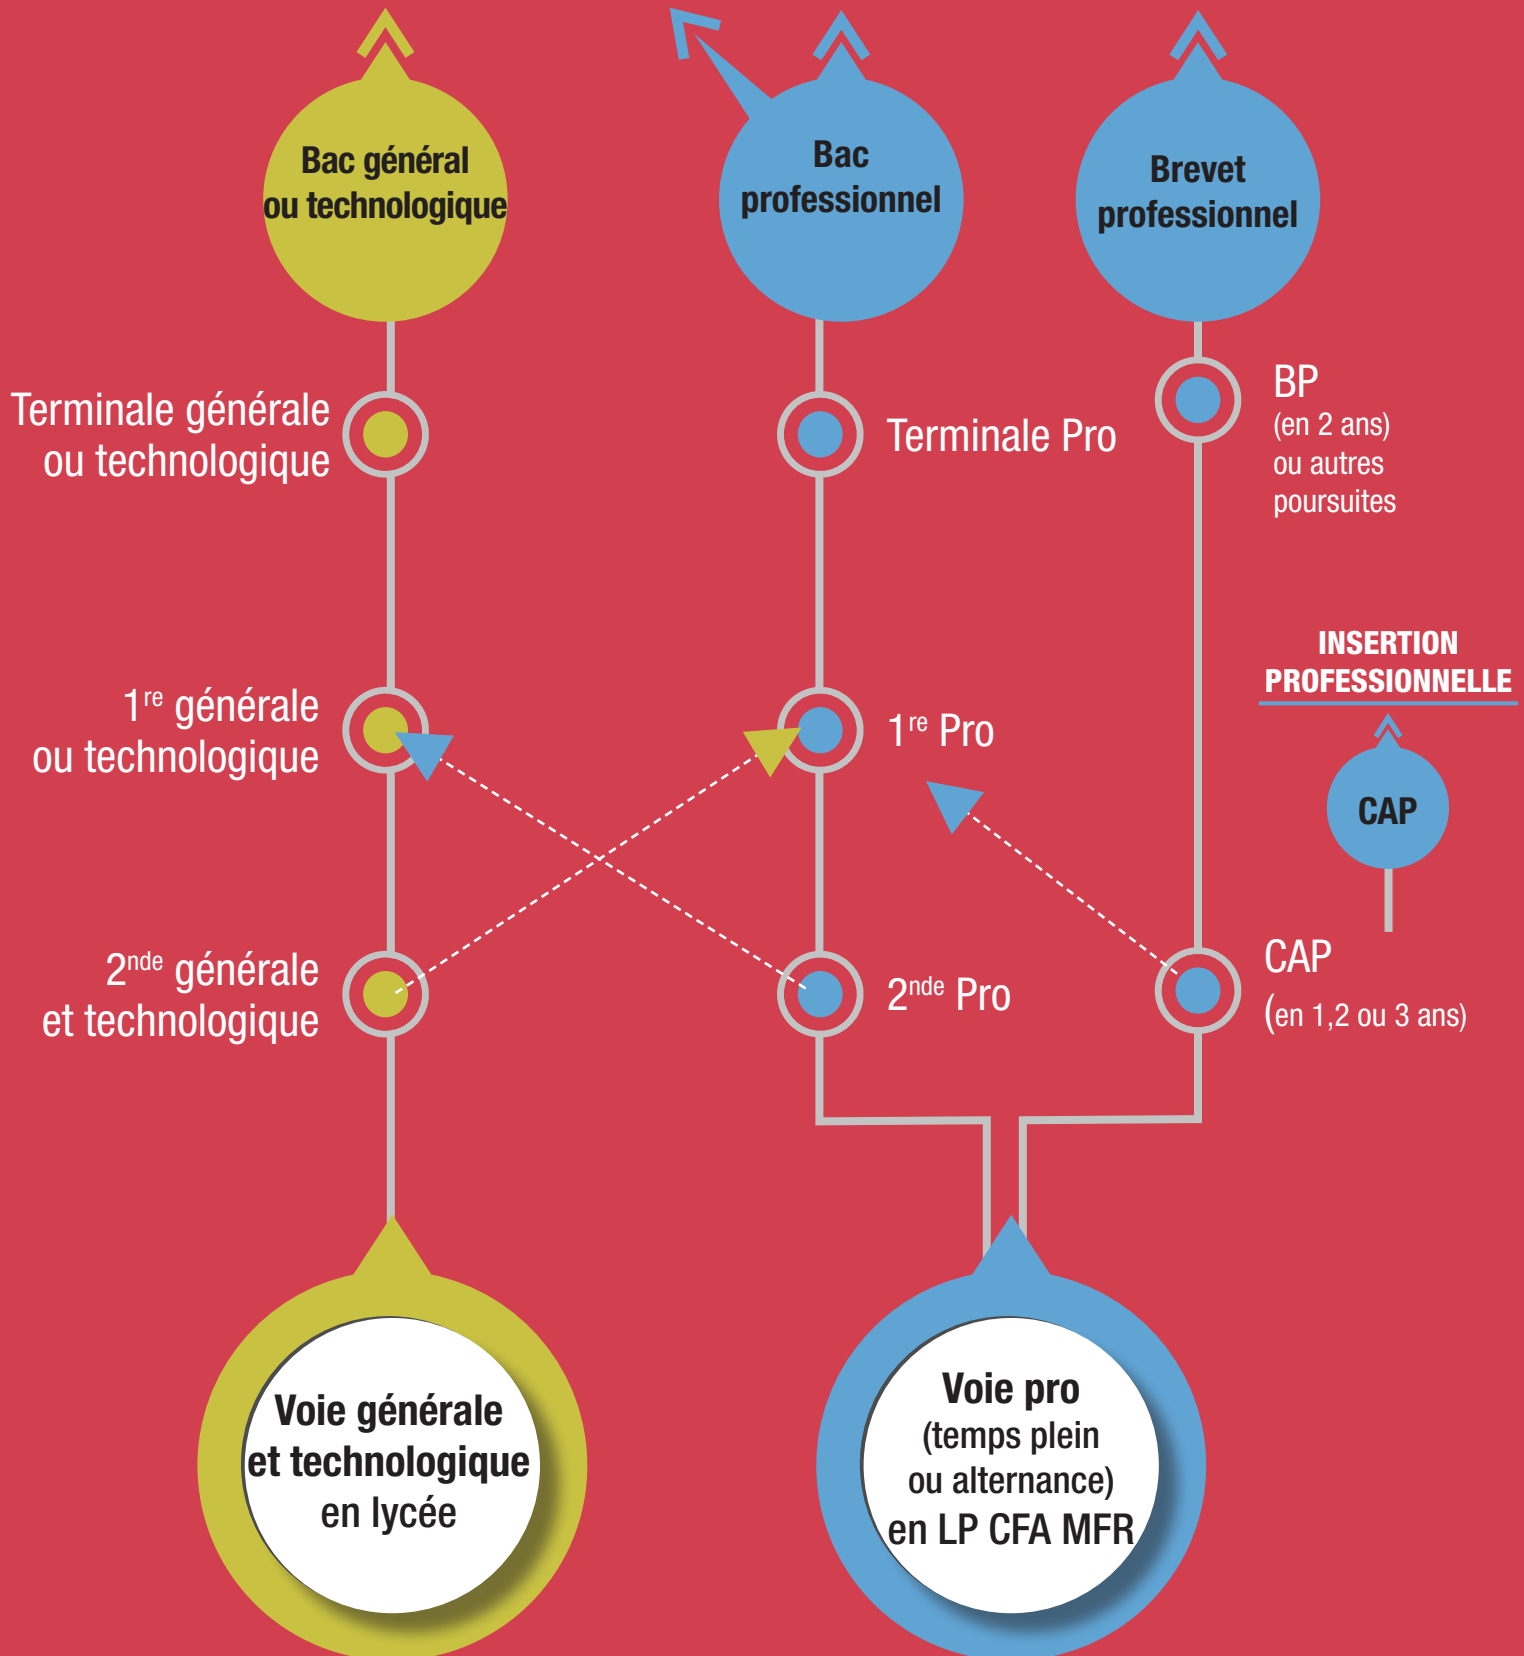 Bac général
ou technologique
Bac
professionnel
Brevet
professionnel
Terminale générale
ou technologique
Terminale Pro
BP
(en 2 ans)
ou autres
poursuites
INSERTION
PROFESSIONNELLE
1re générale
ou technologique
1re Pro
CAP
2nde générale
et technologique
2nde Pro
CAP
(en 1,2 ou 3 ans)
Voie générale
et technologique
en lycée
Voie pro
(temps plein
ou alternance)
en LP CFA MFR